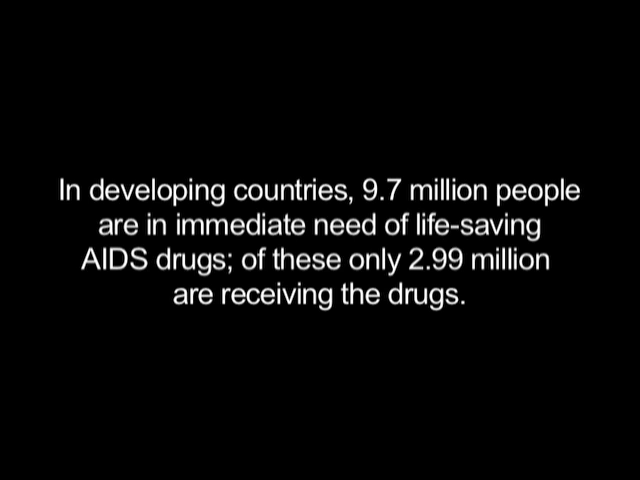 In developing countries, 9.7 million people
are in immediate need of life-saving
AIDS drugs; of these only 2.99 million
are receiving the drugs.